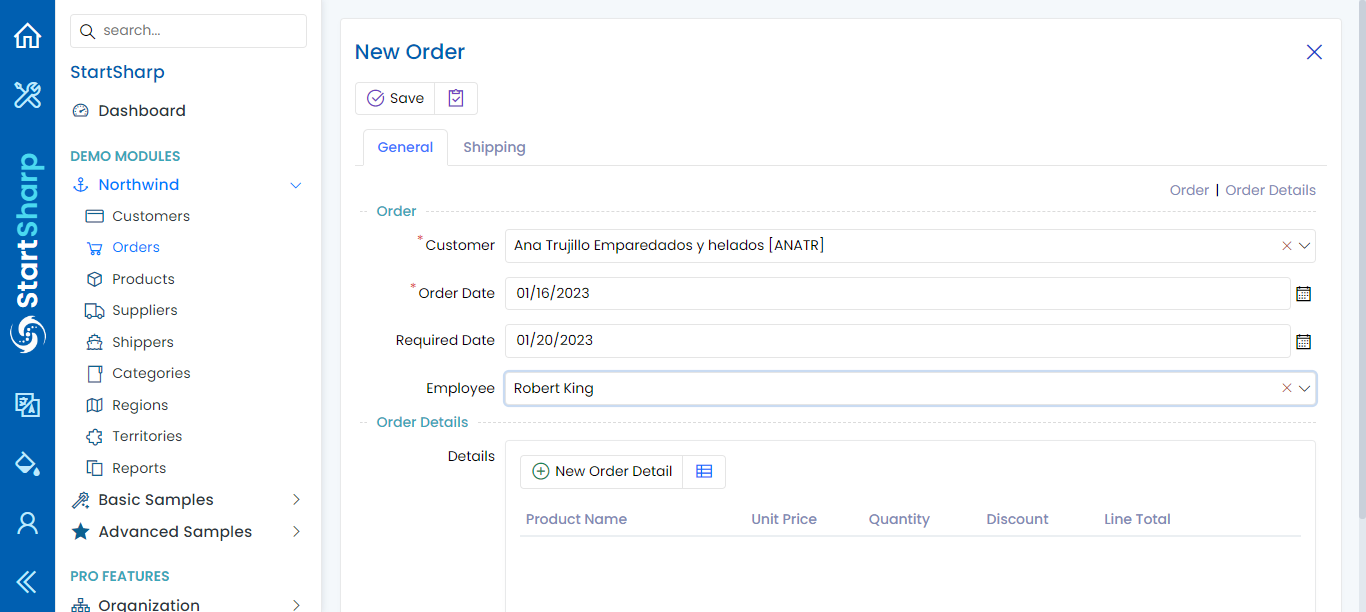 search...
StartSharp
Dashboard
DEMO MODULES
Northwind
Customers
Orders
Products
Suppliers
Shippers
Categories
Regions
Territories
Reports
Basic Samples
Advanced Samples
PRO FEATURES
Organization
StartSharp
New Order
Save
General Shipping
Order | Order Details
Order
* Customer Ana Trujillo Emparedados y helados [ANATR]
* Order Date 01/16/2023
Required Date 01/20/2023
Employee Robert King
Order Details
Details
New Order Detail
Product Name Unit Price Quantity Discount Line Total